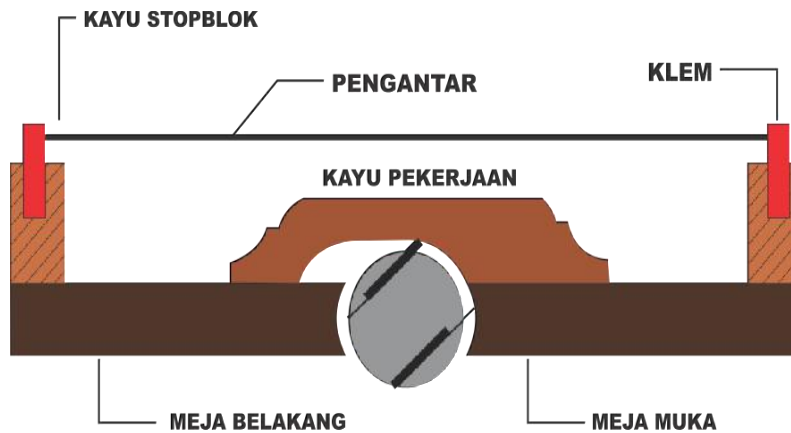 KAYU STOPBLOK
PENGANTAR
KLEM
KAYU PEKERJAAN
MEJA BELAKANG
MEJA MUKA